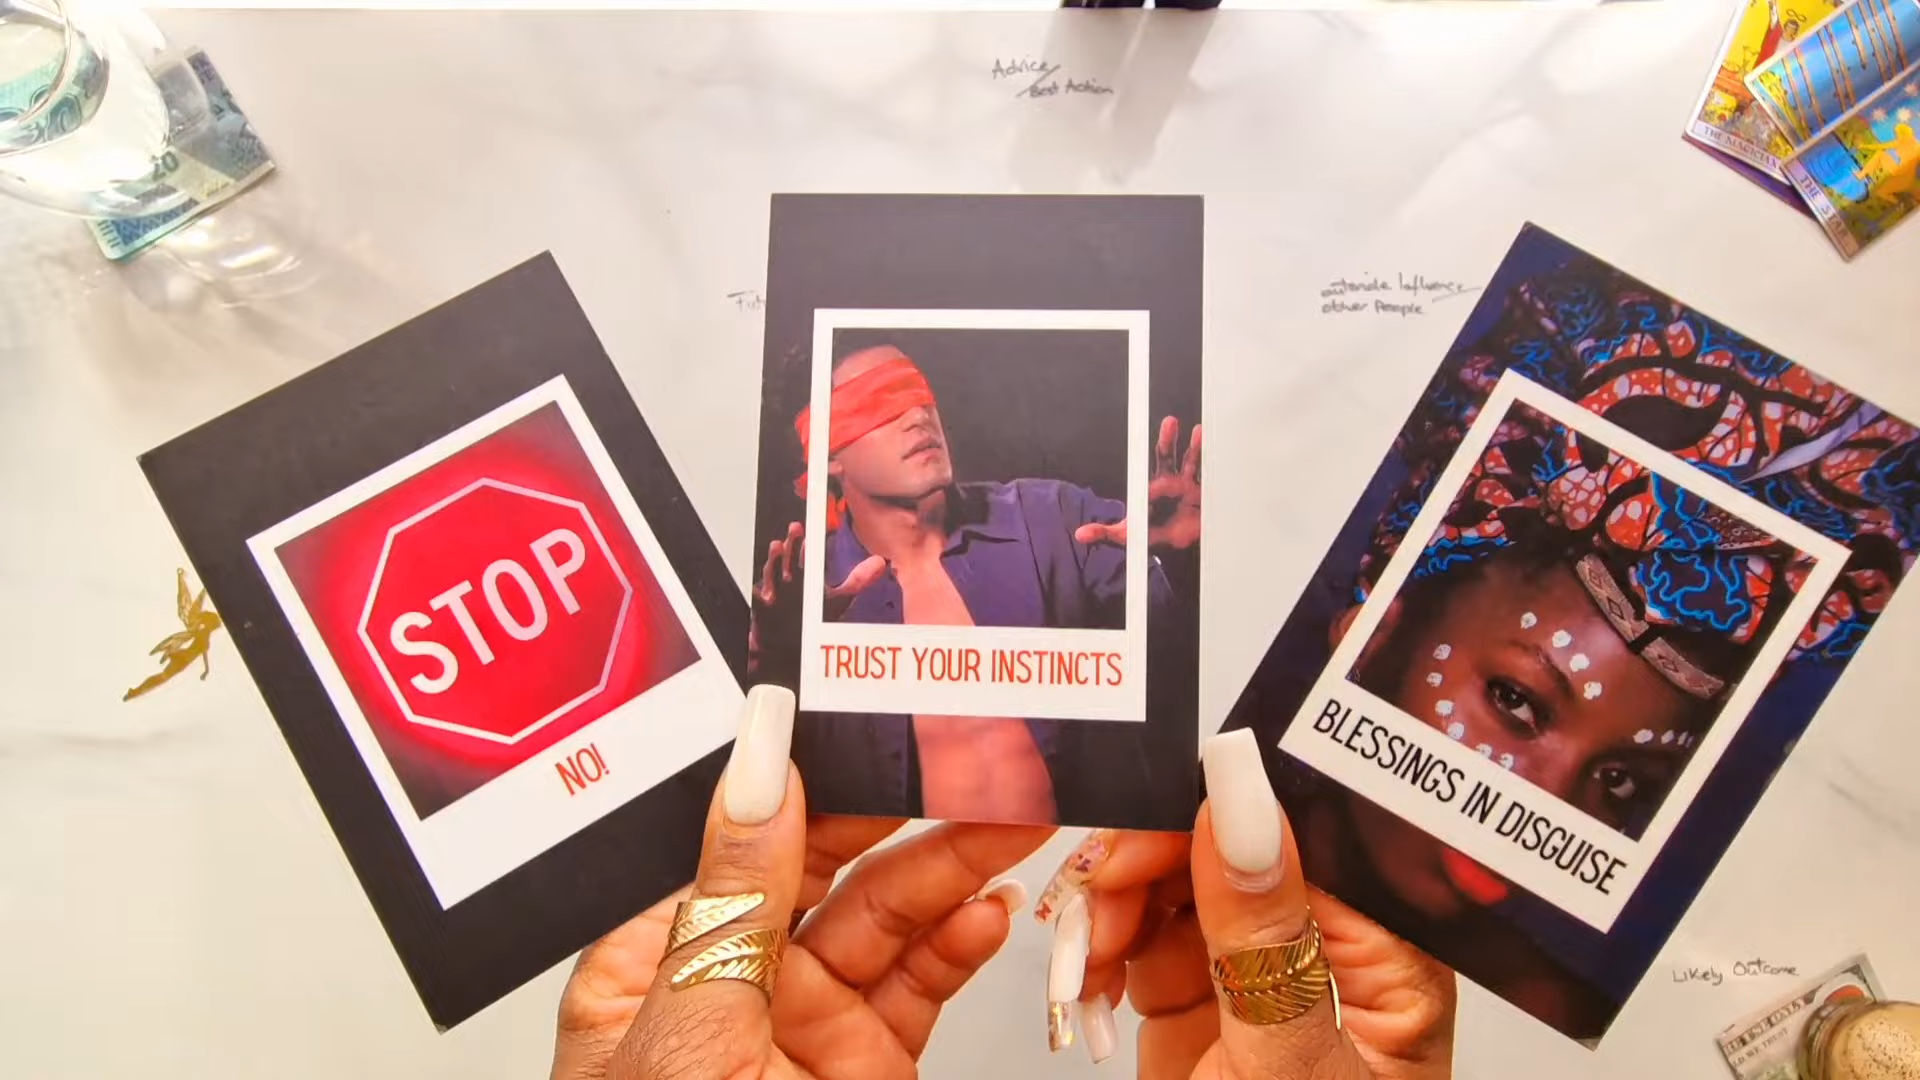 Advice/
Best Action
THE MAGICIAN
THE STAR
20
outside Influence
other People
STOP
NO!
TRUST YOUR INSTINCTS
BLESSINGS IN DISGUISE
Likely Outcome